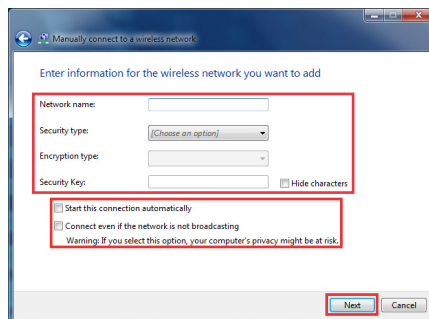 Manually connect to a wireless network
Enter information for the wireless network you want to add
Network name:
Security type: [Choose an option]
Encryption type:
Security Key: Hide characters
Start this connection automatically
Connect even if the network is not broadcasting
Warning: If you select this option, your computer's privacy might be at risk.
Next Cancel